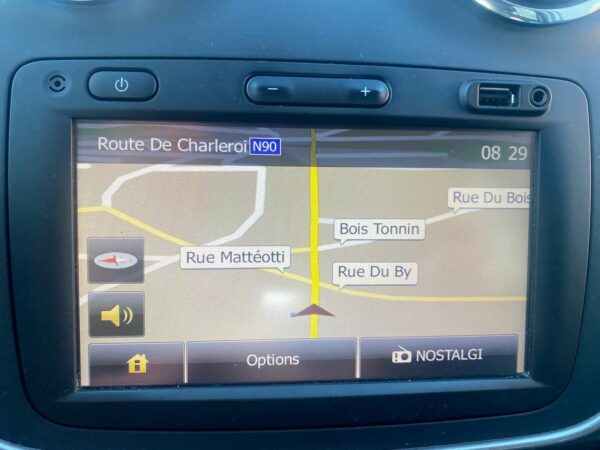 − +
Route De Charleroi N90
08 29
Rue Du Bois
Bois Tonnin
Rue Mattéotti
Rue Du By
Options
NOSTALGI